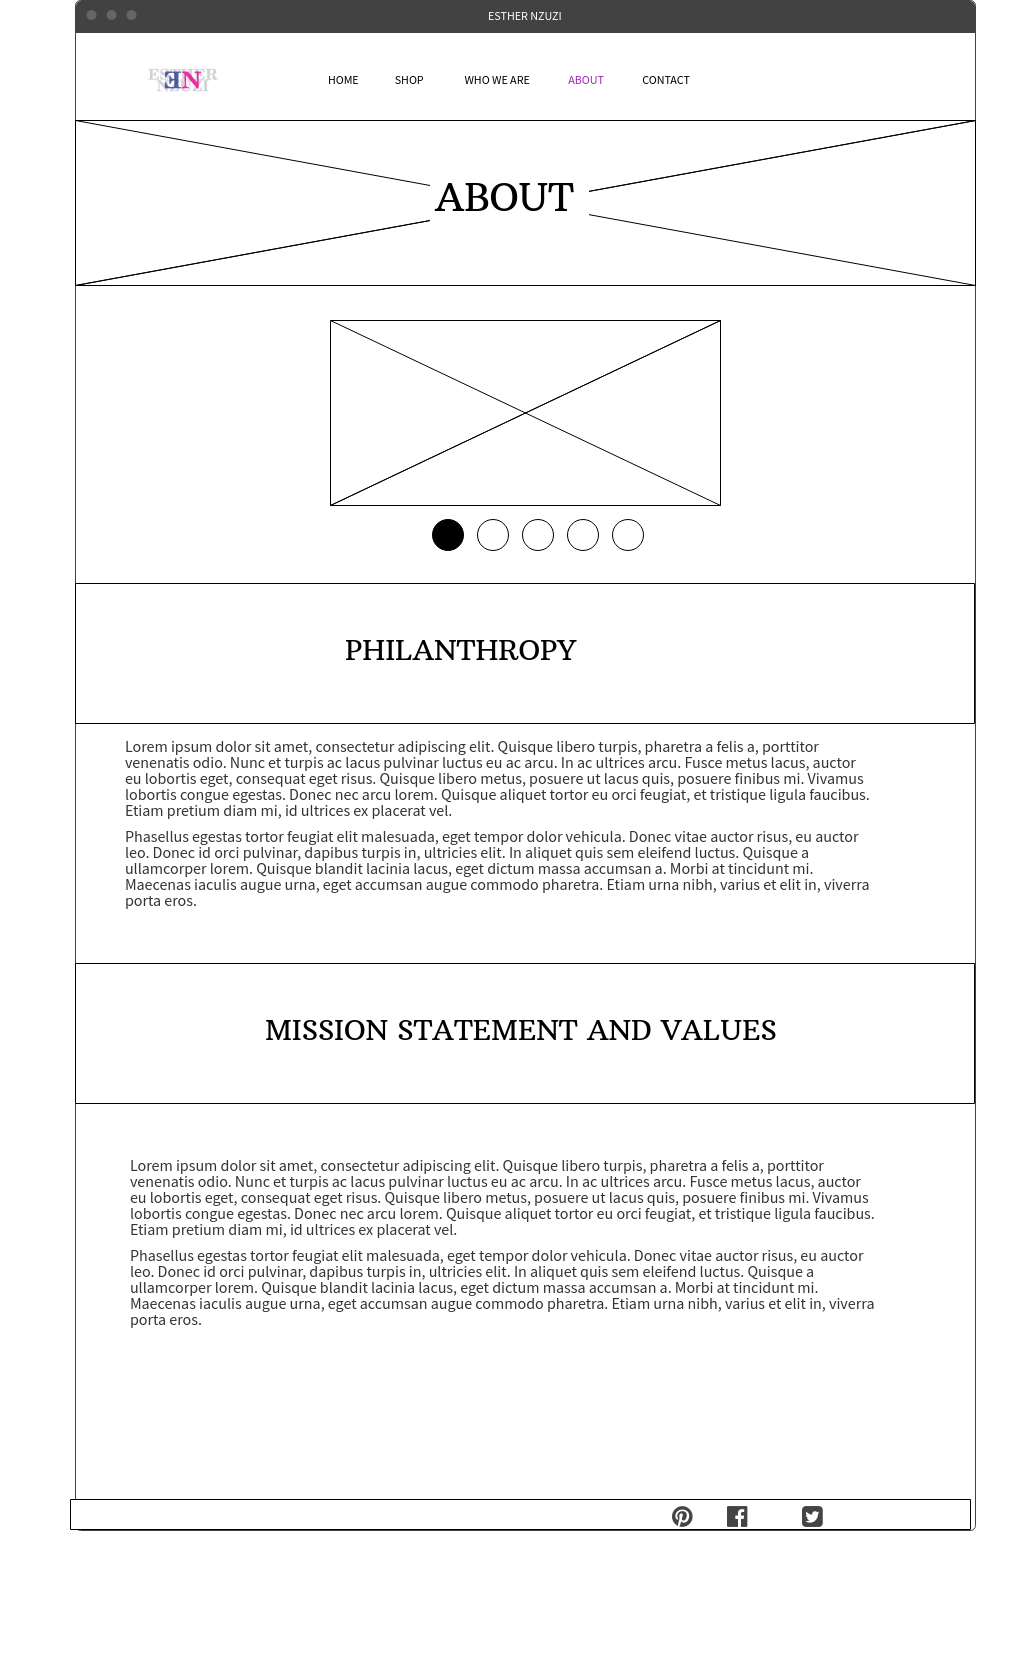 ESTHER NZUZI
ESTHER
NZUZI
EN
HOME SHOP WHO WE ARE ABOUT CONTACT
ABOUT
PHILANTHROPY
Lorem ipsum dolor sit amet, consectetur adipiscing elit. Quisque libero turpis, pharetra a felis a, porttitor
venenatis odio. Nunc et turpis ac lacus pulvinar luctus eu ac arcu. In ac ultrices arcu. Fusce metus lacus, auctor
eu lobortis eget, consequat eget risus. Quisque libero metus, posuere ut lacus quis, posuere finibus mi. Vivamus
lobortis congue egestas. Donec nec arcu lorem. Quisque aliquet tortor eu orci feugiat, et tristique ligula faucibus.
Etiam pretium diam mi, id ultrices ex placerat vel.
Phasellus egestas tortor feugiat elit malesuada, eget tempor dolor vehicula. Donec vitae auctor risus, eu auctor
leo. Donec id orci pulvinar, dapibus turpis in, ultricies elit. In aliquet quis sem eleifend luctus. Quisque a
ullamcorper lorem. Quisque blandit lacinia lacus, eget dictum massa accumsan a. Morbi at tincidunt mi.
Maecenas iaculis augue urna, eget accumsan augue commodo pharetra. Etiam urna nibh, varius et elit in, viverra
porta eros.
MISSION STATEMENT AND VALUES
Lorem ipsum dolor sit amet, consectetur adipiscing elit. Quisque libero turpis, pharetra a felis a, porttitor
venenatis odio. Nunc et turpis ac lacus pulvinar luctus eu ac arcu. In ac ultrices arcu. Fusce metus lacus, auctor
eu lobortis eget, consequat eget risus. Quisque libero metus, posuere ut lacus quis, posuere finibus mi. Vivamus
lobortis congue egestas. Donec nec arcu lorem. Quisque aliquet tortor eu orci feugiat, et tristique ligula faucibus.
Etiam pretium diam mi, id ultrices ex placerat vel.
Phasellus egestas tortor feugiat elit malesuada, eget tempor dolor vehicula. Donec vitae auctor risus, eu auctor
leo. Donec id orci pulvinar, dapibus turpis in, ultricies elit. In aliquet quis sem eleifend luctus. Quisque a
ullamcorper lorem. Quisque blandit lacinia lacus, eget dictum massa accumsan a. Morbi at tincidunt mi.
Maecenas iaculis augue urna, eget accumsan augue commodo pharetra. Etiam urna nibh, varius et elit in, viverra
porta eros.